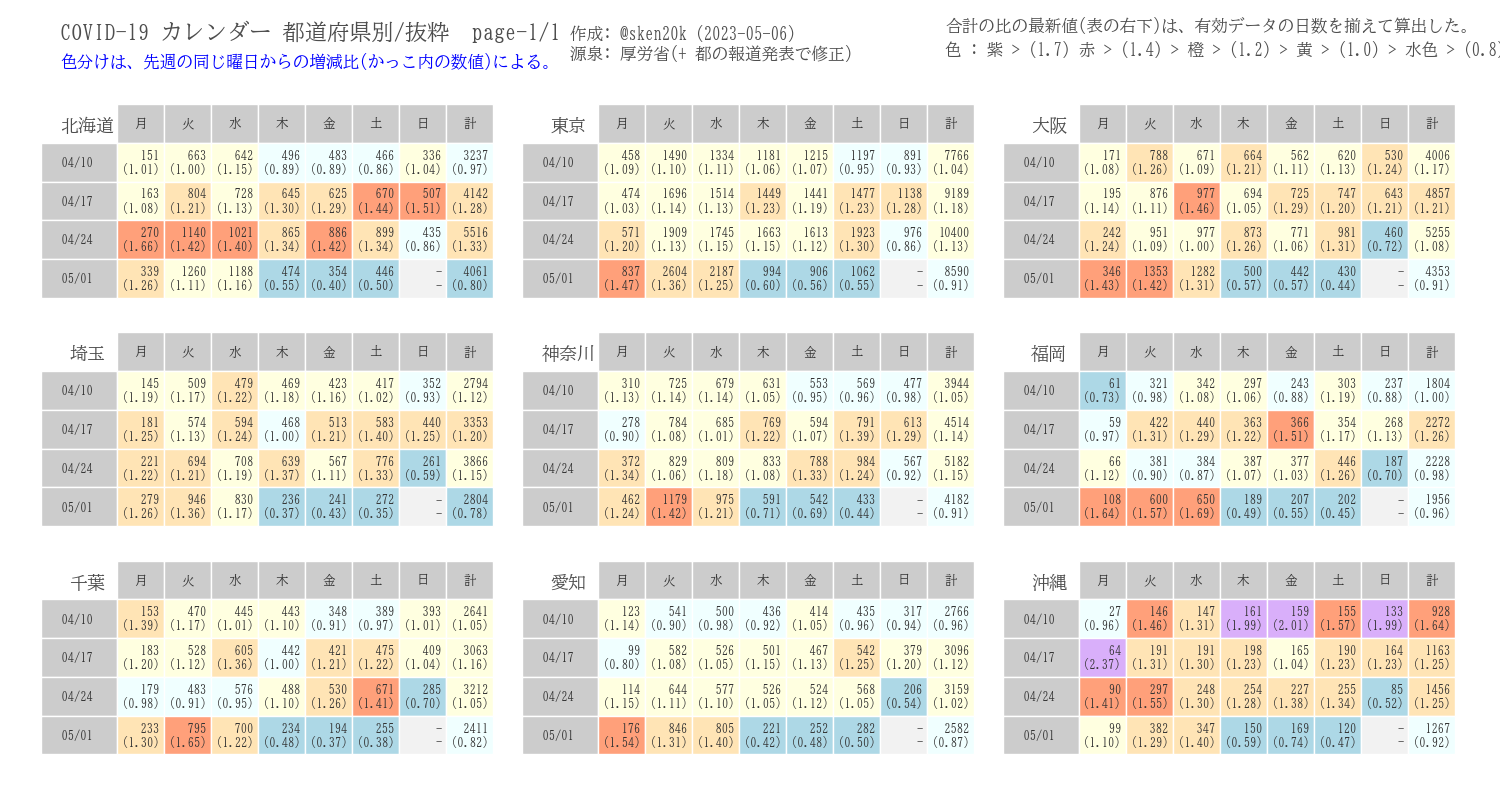 COVID-19 カレンダー 都道府県別/抜粋 page-1/1
色分けは、先週の同じ曜日からの増減比(かっこ内の数値)による。
作成: @sken20k (2023-05-06)
源泉: 厚労省(+ 都の報道発表で修正)
合計の比の最新値(表の右下)は、有効データの日数を揃えて算出した。
色 : 紫 > (1.7) 赤 > (1.4) 橙 > (1.2) 黄 > (1.0) 水色 > (0.8)
北海道 月 火 水 木 金 土 日 計
04/10 151 663 642 496 483 466 336 3237
(1.01) (1.00) (1.15) (0.89) (0.89) (0.86) (1.04) (0.97)
04/17 163 804 728 645 625 670 507 4142
(1.08) (1.21) (1.13) (1.30) (1.29) (1.44) (1.51) (1.28)
04/24 270 1140 1021 865 886 899 435 5516
(1.66) (1.42) (1.40) (1.34) (1.42) (1.34) (0.86) (1.33)
05/01 339 1260 1188 474 354 446 - 4061
(1.26) (1.11) (1.16) (0.55) (0.40) (0.50) - (0.80)
東京 月 火 水 木 金 土 日 計
04/10 458 1490 1334 1181 1215 1197 891 7766
(1.09) (1.10) (1.11) (1.06) (1.07) (0.95) (0.93) (1.04)
04/17 474 1696 1514 1449 1441 1477 1138 9189
(1.03) (1.14) (1.13) (1.23) (1.19) (1.23) (1.28) (1.18)
04/24 571 1909 1745 1663 1613 1923 976 10400
(1.20) (1.13) (1.15) (1.15) (1.12) (1.30) (0.86) (1.13)
05/01 837 2604 2187 994 906 1062 - 8590
(1.47) (1.36) (1.25) (0.60) (0.56) (0.55) - (0.91)
大阪 月 火 水 木 金 土 日 計
04/10 171 788 671 664 562 620 530 4006
(1.08) (1.26) (1.09) (1.21) (1.11) (1.13) (1.24) (1.17)
04/17 195 876 977 694 725 747 643 4857
(1.14) (1.11) (1.46) (1.05) (1.29) (1.20) (1.21) (1.21)
04/24 242 951 977 873 771 981 460 5255
(1.24) (1.09) (1.00) (1.26) (1.06) (1.31) (0.72) (1.08)
05/01 346 1353 1282 500 442 430 - 4353
(1.43) (1.42) (1.31) (0.57) (0.57) (0.44) - (0.91)
埼玉 月 火 水 木 金 土 日 計
04/10 145 509 479 469 423 417 352 2794
(1.19) (1.17) (1.22) (1.18) (1.16) (1.02) (0.93) (1.12)
04/17 181 574 594 468 513 583 440 3353
(1.25) (1.13) (1.24) (1.00) (1.21) (1.40) (1.25) (1.20)
04/24 221 694 708 639 567 776 261 3866
(1.22) (1.21) (1.19) (1.37) (1.11) (1.33) (0.59) (1.15)
05/01 279 946 830 236 241 272 - 2804
(1.26) (1.36) (1.17) (0.37) (0.43) (0.35) - (0.78)
神奈川 月 火 水 木 金 土 日 計
04/10 310 725 679 631 553 569 477 3944
(1.13) (1.14) (1.14) (1.05) (0.95) (0.96) (0.98) (1.05)
04/17 278 784 685 769 594 791 613 4514
(0.90) (1.08) (1.01) (1.22) (1.07) (1.39) (1.29) (1.14)
04/24 372 829 809 833 788 984 567 5182
(1.34) (1.06) (1.18) (1.08) (1.33) (1.24) (0.92) (1.15)
05/01 462 1179 975 591 542 433 - 4182
(1.24) (1.42) (1.21) (0.71) (0.69) (0.44) - (0.91)
福岡 月 火 水 木 金 土 日 計
04/10 61 321 342 297 243 303 237 1804
(0.73) (0.98) (1.08) (1.06) (0.88) (1.19) (0.88) (1.00)
04/17 59 422 440 363 366 354 268 2272
(0.97) (1.31) (1.29) (1.22) (1.51) (1.17) (1.13) (1.26)
04/24 66 381 384 387 377 446 187 2228
(1.12) (0.90) (0.87) (1.07) (1.03) (1.26) (0.70) (0.98)
05/01 108 600 650 189 207 202 - 1956
(1.64) (1.57) (1.69) (0.49) (0.55) (0.45) - (0.96)
千葉 月 火 水 木 金 土 日 計
04/10 153 470 445 443 348 389 393 2641
(1.39) (1.17) (1.01) (1.10) (0.91) (0.97) (1.01) (1.05)
04/17 183 528 605 442 421 475 409 3063
(1.20) (1.12) (1.36) (1.00) (1.21) (1.22) (1.04) (1.16)
04/24 179 483 576 488 530 671 285 3212
(0.98) (0.91) (0.95) (1.10) (1.26) (1.41) (0.70) (1.05)
05/01 233 795 700 234 194 255 - 2411
(1.30) (1.65) (1.22) (0.48) (0.37) (0.38) - (0.82)
愛知 月 火 水 木 金 土 日 計
04/10 123 541 500 436 414 435 317 2766
(1.14) (0.90) (0.98) (0.92) (1.05) (0.96) (0.94) (0.96)
04/17 99 582 526 501 467 542 379 3096
(0.80) (1.08) (1.05) (1.15) (1.13) (1.25) (1.20) (1.12)
04/24 114 644 577 526 524 568 206 3159
(1.15) (1.11) (1.10) (1.05) (1.12) (1.05) (0.54) (1.02)
05/01 176 846 805 221 252 282 - 2582
(1.54) (1.31) (1.40) (0.42) (0.48) (0.50) - (0.87)
沖縄 月 火 水 木 金 土 日 計
04/10 27 146 147 161 159 155 133 928
(0.96) (1.46) (1.31) (1.99) (2.01) (1.57) (1.99) (1.64)
04/17 64 191 191 198 165 190 164 1163
(2.37) (1.31) (1.30) (1.23) (1.04) (1.23) (1.23) (1.25)
04/24 90 297 248 254 227 255 85 1456
(1.41) (1.55) (1.30) (1.28) (1.38) (1.34) (0.52) (1.25)
05/01 99 382 347 150 169 120 - 1267
(1.10) (1.29) (1.40) (0.59) (0.74) (0.47) - (0.92)